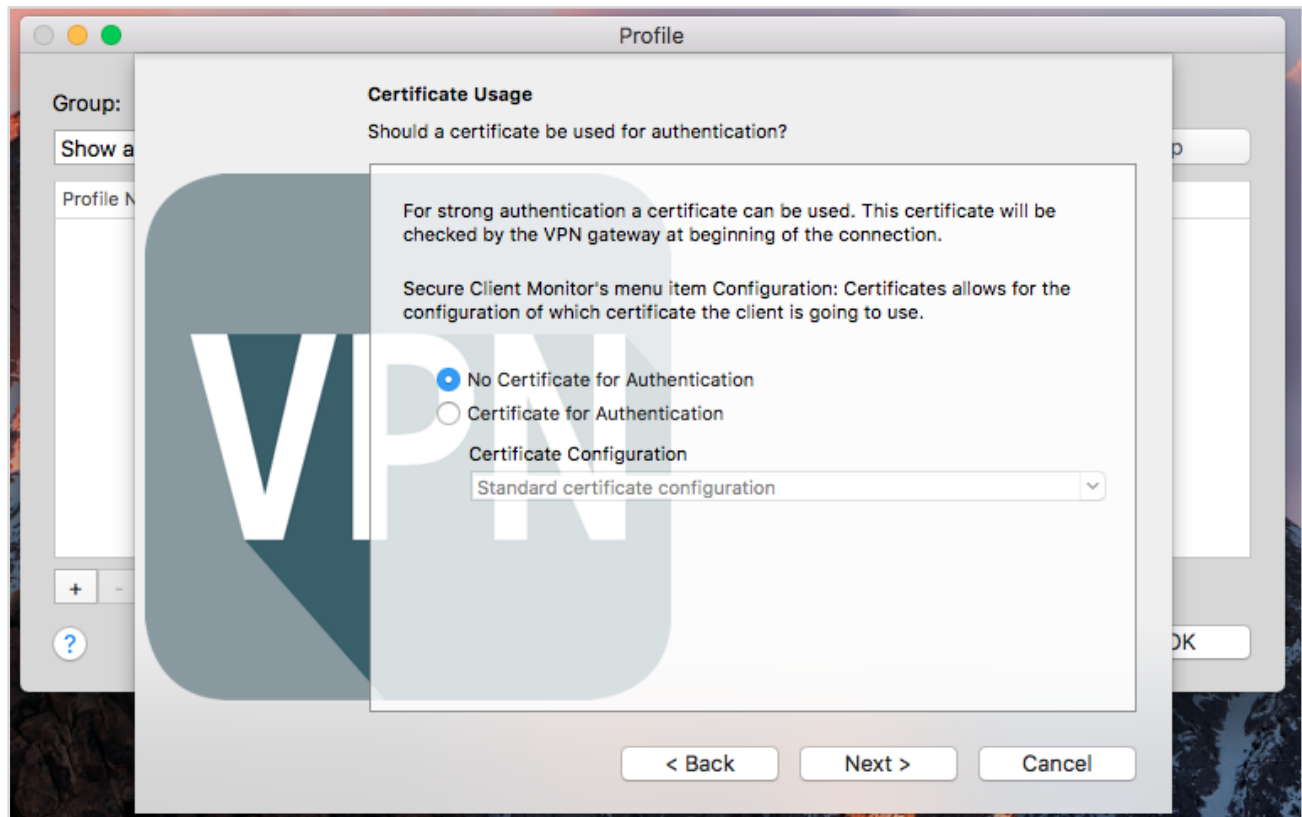 Profile
Group:
Show a
p
Profile N
Certificate Usage
Should a certificate be used for authentication?
For strong authentication a certificate can be used. This certificate will be
checked by the VPN gateway at beginning of the connection.
Secure Client Monitor's menu item Configuration: Certificates allows for the
configuration of which certificate the client is going to use.
VPN
No Certificate for Authentication
Certificate for Authentication
Certificate Configuration
Standard certificate configuration
+ -
?
OK
< Back Next > Cancel